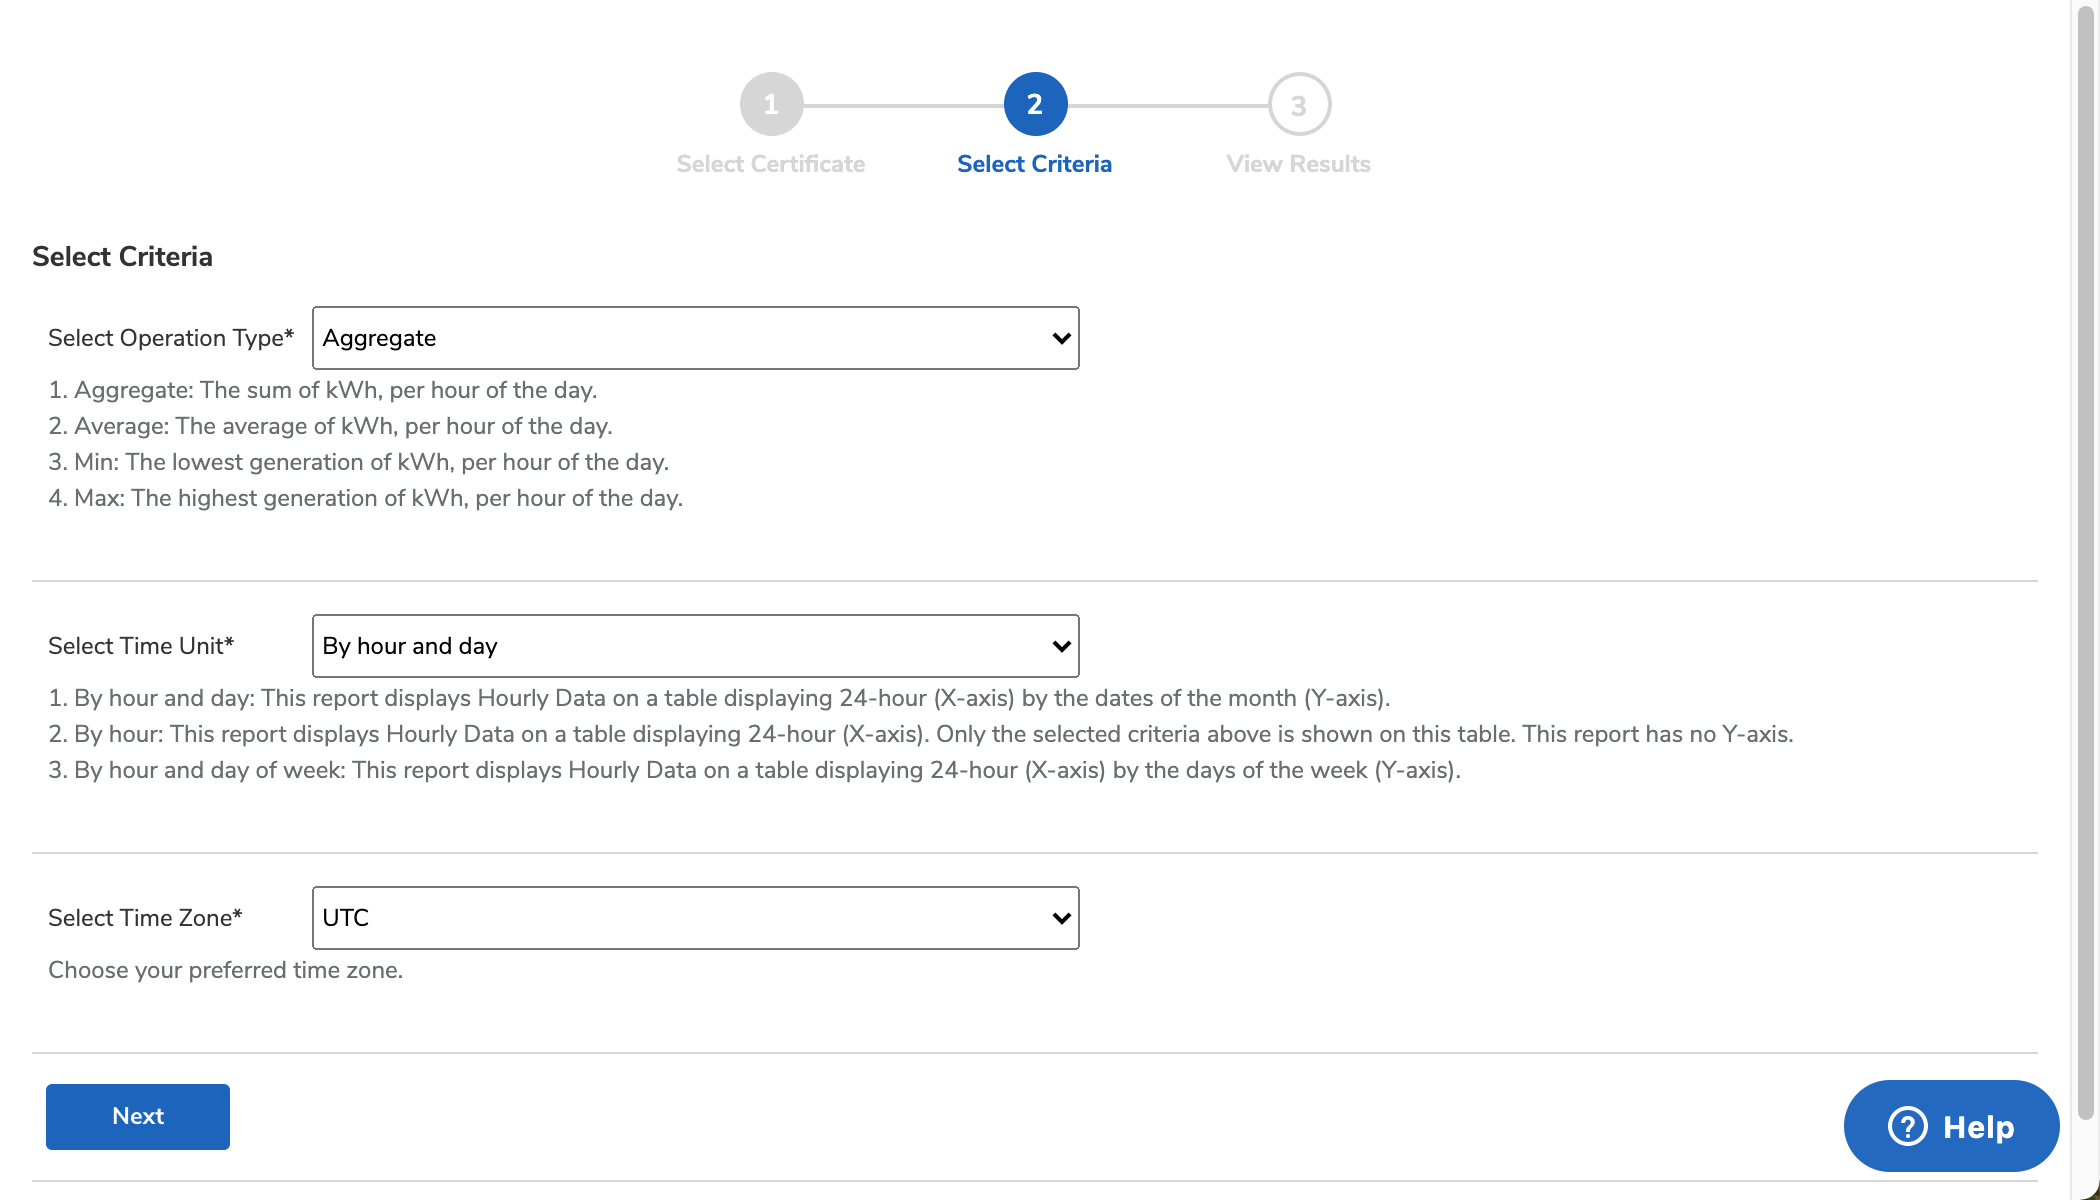 1
2
3
Select Certificate
Select Criteria
View Results
Select Criteria
Select Operation Type*
Aggregate
1. Aggregate: The sum of kWh, per hour of the day.
2. Average: The average of kWh, per hour of the day.
3. Min: The lowest generation of kWh, per hour of the day.
4. Max: The highest generation of kWh, per hour of the day.
Select Time Unit*
By hour and day
1. By hour and day: This report displays Hourly Data on a table displaying 24-hour (X-axis) by the dates of the month (Y-axis).
2. By hour: This report displays Hourly Data on a table displaying 24-hour (X-axis). Only the selected criteria above is shown on this table. This report has no Y-axis.
3. By hour and day of week: This report displays Hourly Data on a table displaying 24-hour (X-axis) by the days of the week (Y-axis).
Select Time Zone*
UTC
Choose your preferred time zone.
Next
? Help